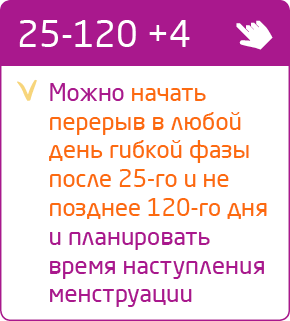 25-120 +4
Можно начать
перерыв в любой
день гибкой фазы
после 25-го и не
позднее 120-го дня
и планировать
время наступления
менструации